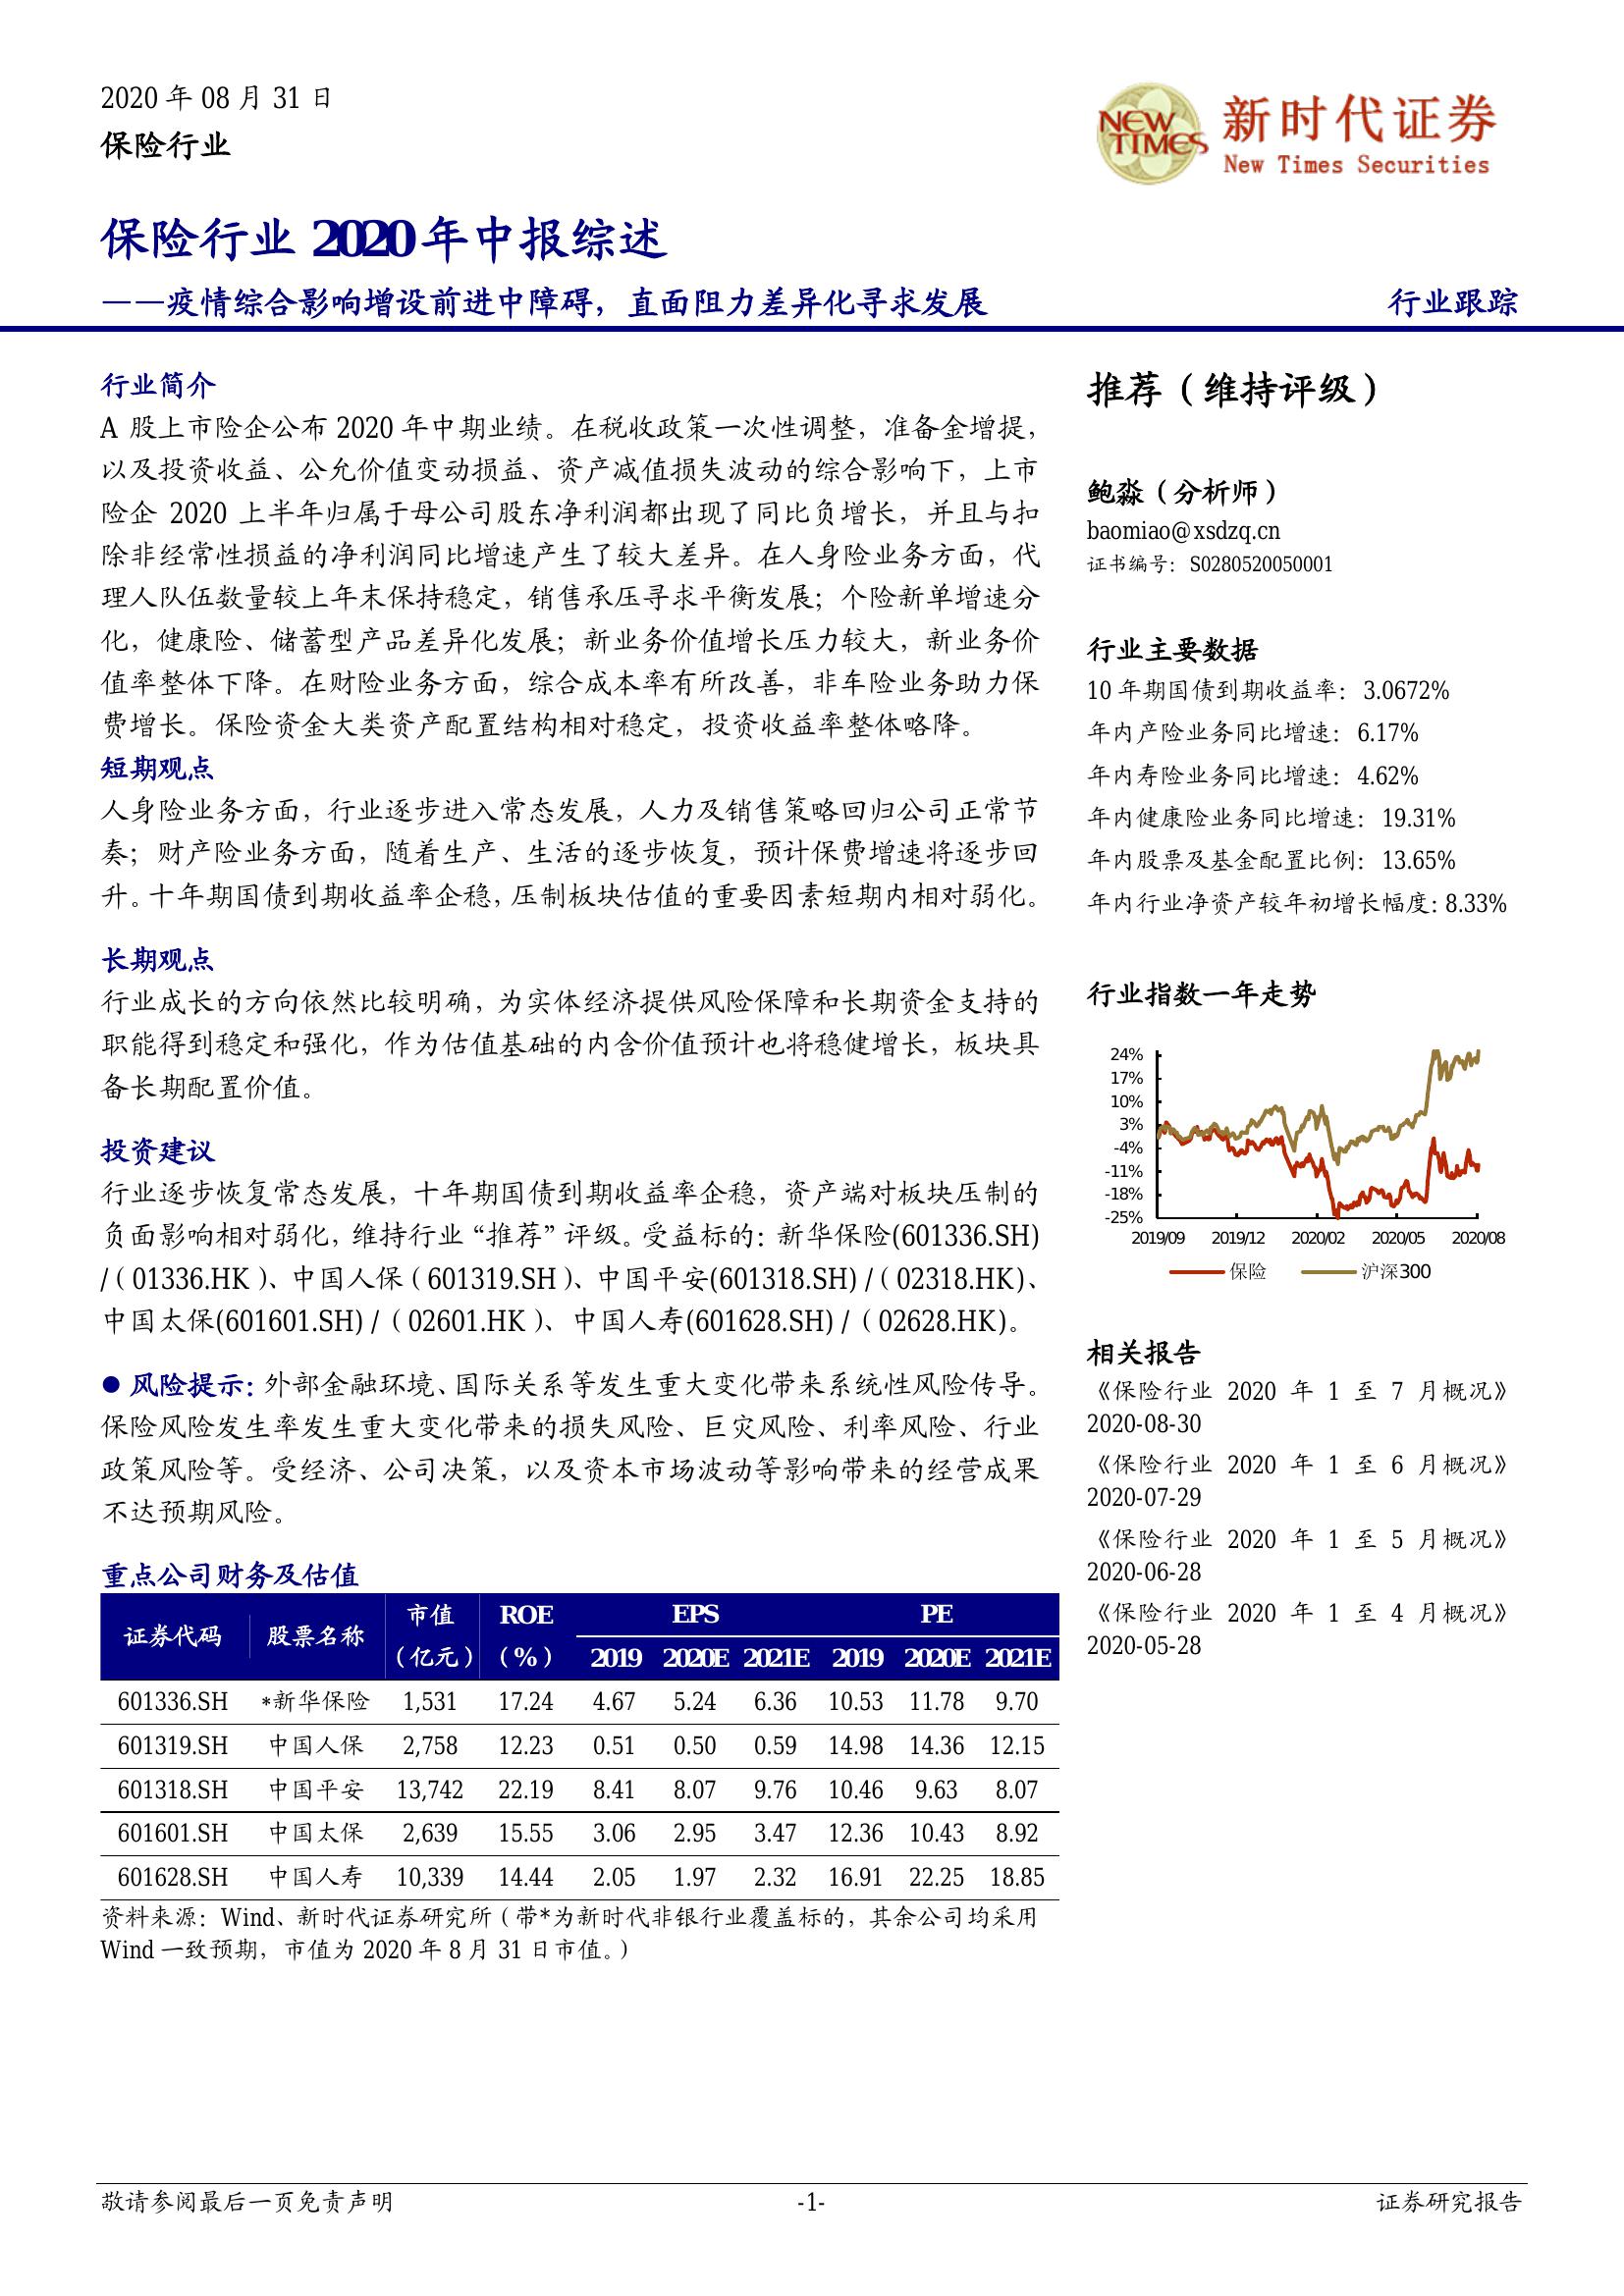 2020 年 08 月 31 日
保险行业
NEW TIMES
新时代证券
New Times Securities
保险行业 2020 年中报综述
——疫情综合影响增设前进中障碍，直面阻力差异化寻求发展
行业跟踪
行业简介
A 股上市险企公布 2020 年中期业绩。在税收政策一次性调整，准备金增提，
以及投资收益、公允价值变动损益、资产减值损失波动的综合影响下，上市
险企 2020 上半年归属于母公司股东净利润都出现了同比负增长，并且与扣
除非经常性损益的净利润同比增速产生了较大差异。在人身险业务方面，代
理人队伍数量较上年末保持稳定，销售承压寻求平衡发展；个险新单增速分
化，健康险、储蓄型产品差异化发展；新业务价值增长压力较大，新业务价
值率整体下降。在财险业务方面，综合成本率有所改善，非车险业务助力保
费增长。保险资金大类资产配置结构相对稳定，投资收益率整体略降。
短期观点
人身险业务方面，行业逐步进入常态发展，人力及销售策略回归公司正常节
奏；财产险业务方面，随着生产、生活的逐步恢复，预计保费增速将逐步回
升。十年期国债到期收益率企稳，压制板块估值的重要因素短期内相对弱化。
长期观点
行业成长的方向依然比较明确，为实体经济提供风险保障和长期资金支持的
职能得到稳定和强化，作为估值基础的内含价值预计也将稳健增长，板块具
备长期配置价值。
投资建议
行业逐步恢复常态发展，十年期国债到期收益率企稳，资产端对板块压制的
负面影响相对弱化，维持行业“推荐”评级。受益标的：新华保险(601336.SH)
/（01336.HK）、中国人保（601319.SH）、中国平安(601318.SH) /（02318.HK)、
中国太保(601601.SH) /（02601.HK）、中国人寿(601628.SH) /（02628.HK)。
● 风险提示：外部金融环境、国际关系等发生重大变化带来系统性风险传导。
保险风险发生率发生重大变化带来的损失风险、巨灾风险、利率风险、行业
政策风险等。受经济、公司决策，以及资本市场波动等影响带来的经营成果
不达预期风险。
重点公司财务及估值
证券代码 股票名称 市值（亿元） ROE（%） EPS PE
2019 2020E 2021E 2019 2020E 2021E
601336.SH *新华保险 1,531 17.24 4.67 5.24 6.36 10.53 11.78 9.70
601319.SH 中国人保 2,758 12.23 0.51 0.50 0.59 14.98 14.36 12.15
601318.SH 中国平安 13,742 22.19 8.41 8.07 9.76 10.46 9.63 8.07
601601.SH 中国太保 2,639 15.55 3.06 2.95 3.47 12.36 10.43 8.92
601628.SH 中国人寿 10,339 14.44 2.05 1.97 2.32 16.91 22.25 18.85
资料来源：Wind、新时代证券研究所（带*为新时代非银行业覆盖标的，其余公司均采用
Wind 一致预期，市值为 2020 年 8 月 31 日市值。）
推荐（维持评级）
鲍淼（分析师）
baomiao@xsdzq.cn
证书编号：S0280520050001
行业主要数据
10 年期国债到期收益率：3.0672%
年内产险业务同比增速：6.17%
年内寿险业务同比增速：4.62%
年内健康险业务同比增速：19.31%
年内股票及基金配置比例：13.65%
年内行业净资产较年初增长幅度：8.33%
行业指数一年走势
24%
17%
10%
3%
-4%
-11%
-18%
-25%
2019/09 2019/12 2020/02 2020/05 2020/08
保险 沪深300
相关报告
《保险行业 2020 年 1 至 7 月概况》
2020-08-30
《保险行业 2020 年 1 至 6 月概况》
2020-07-29
《保险行业 2020 年 1 至 5 月概况》
2020-06-28
《保险行业 2020 年 1 至 4 月概况》
2020-05-28
敬请参阅最后一页免责声明
-1-
证券研究报告